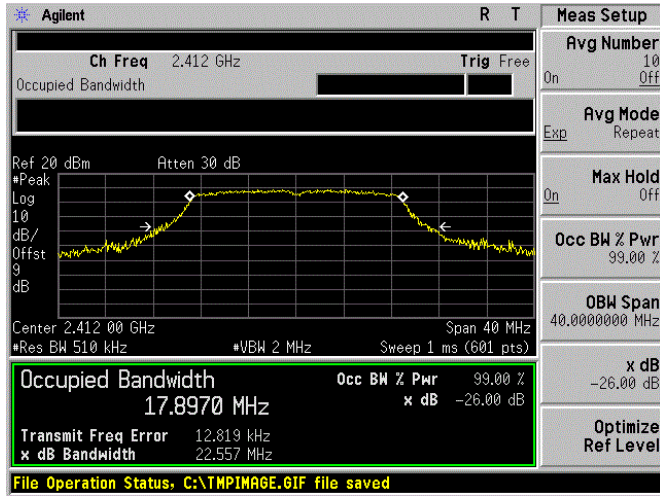 Agilent R T
Ch Freq 2.412 GHz Trig Free
Occupied Bandwidth
Ref 20 dBm Atten 30 dB
#Peak
Log
10
dB/
Offst
9
dB
Center 2.412 00 GHz Span 40 MHz
#Res BW 510 kHz #VBW 2 MHz Sweep 1 ms (601 pts)
Occupied Bandwidth Occ BW % Pwr 99.00 %
17.8970 MHz x dB -26.00 dB
Transmit Freq Error 12.819 kHz
x dB Bandwidth 22.557 MHz
File Operation Status, C:\TMPIMAGE.GIF file saved
Meas Setup
Avg Number
10
On Off
Avg Mode
Exp Repeat
Max Hold
On Off
Occ BW % Pwr
99.00 %
OBW Span
40.0000000 MHz
x dB
-26.00 dB
Optimize
Ref Level